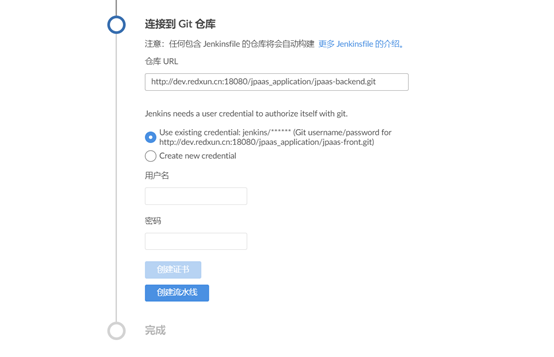 连接到 Git 仓库
注意：任何包含 Jenkinsfile 的仓库将会自动构建 更多 Jenkinsfile 的介绍。
仓库 URL
http://dev.redxun.cn:18080/jpaas_application/jpaas-backend.git
Jenkins needs a user credential to authorize itself with git.
Use existing credential: jenkins/****** (Git username/password for
http://dev.redxun.cn:18080/jpaas_application/jpaas-front.git)
Create new credential
用户名
密码
创建证书
创建流水线
完成